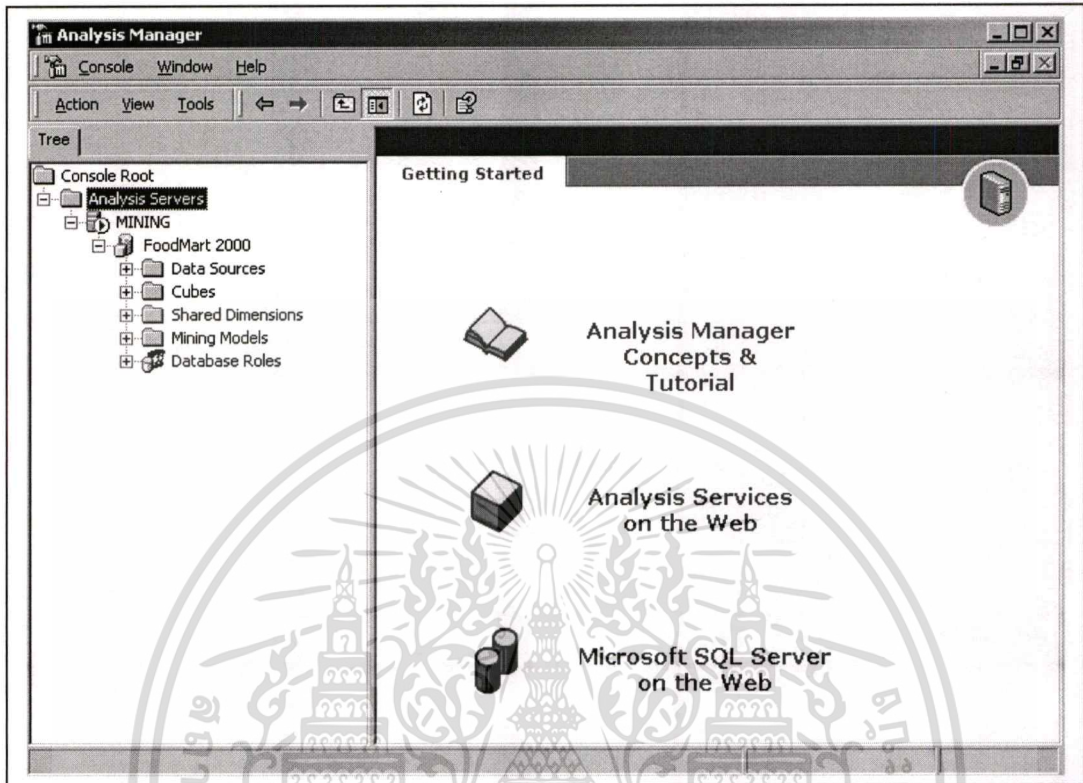 Analysis Manager
Console Window Help
Action View Tools
Tree
Console Root
Analysis Servers
MINING
FoodMart 2000
Data Sources
Cubes
Shared Dimensions
Mining Models
Database Roles
Getting Started
Analysis Manager
Concepts &
Tutorial
Analysis Services
on the Web
Microsoft SQL Server
on the Web